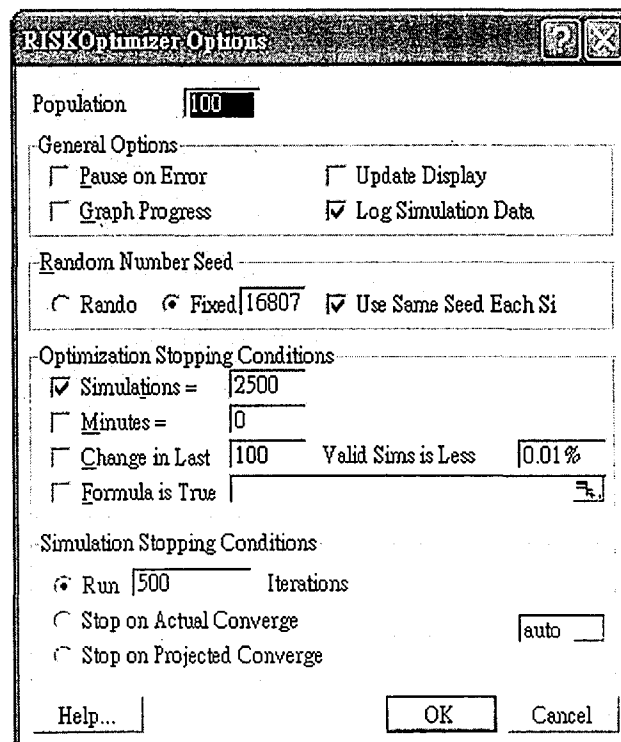 RISKOptimizer Options
Population 100
General Options
Pause on Error Update Display
Graph Progress Log Simulation Data
Random Number Seed
Rando Fixed 16807 Use Same Seed Each Si
Optimization Stopping Conditions
Simulations = 2500
Minutes = 0
Change in Last 100 Valid Sims is Less 0.01%
Formula is True
Simulation Stopping Conditions
Run 500 Iterations
Stop on Actual Converge
auto
Stop on Projected Converge
Help... OK Cancel